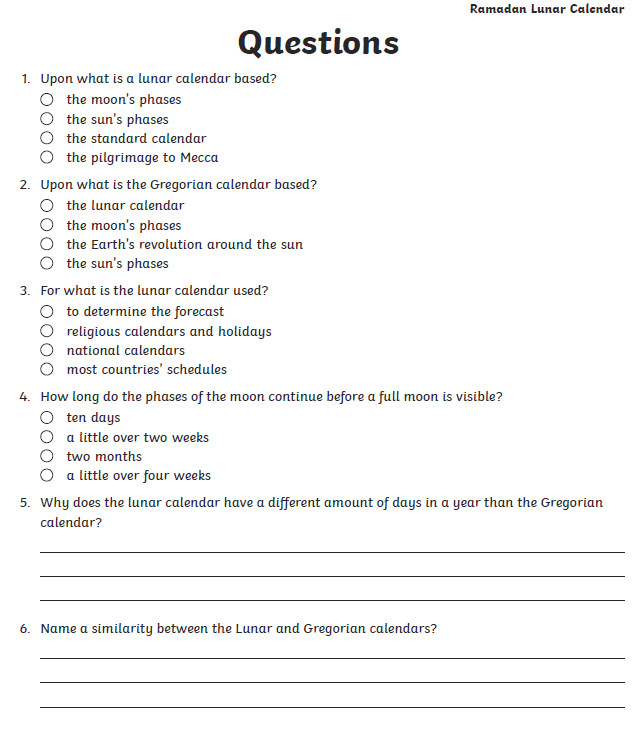 Ramadan Lunar Calendar
Questions
1. Upon what is a lunar calendar based?
the moon's phases
the sun's phases
the standard calendar
the pilgrimage to Mecca
2. Upon what is the Gregorian calendar based?
the lunar calendar
the moon's phases
the Earth's revolution around the sun
the sun's phases
3. For what is the lunar calendar used?
to determine the forecast
religious calendars and holidays
national calendars
most countries' schedules
4. How long do the phases of the moon continue before a full moon is visible?
ten days
a little over two weeks
two months
a little over four weeks
5. Why does the lunar calendar have a different amount of days in a year than the Gregorian
calendar?
6. Name a similarity between the Lunar and Gregorian calendars?